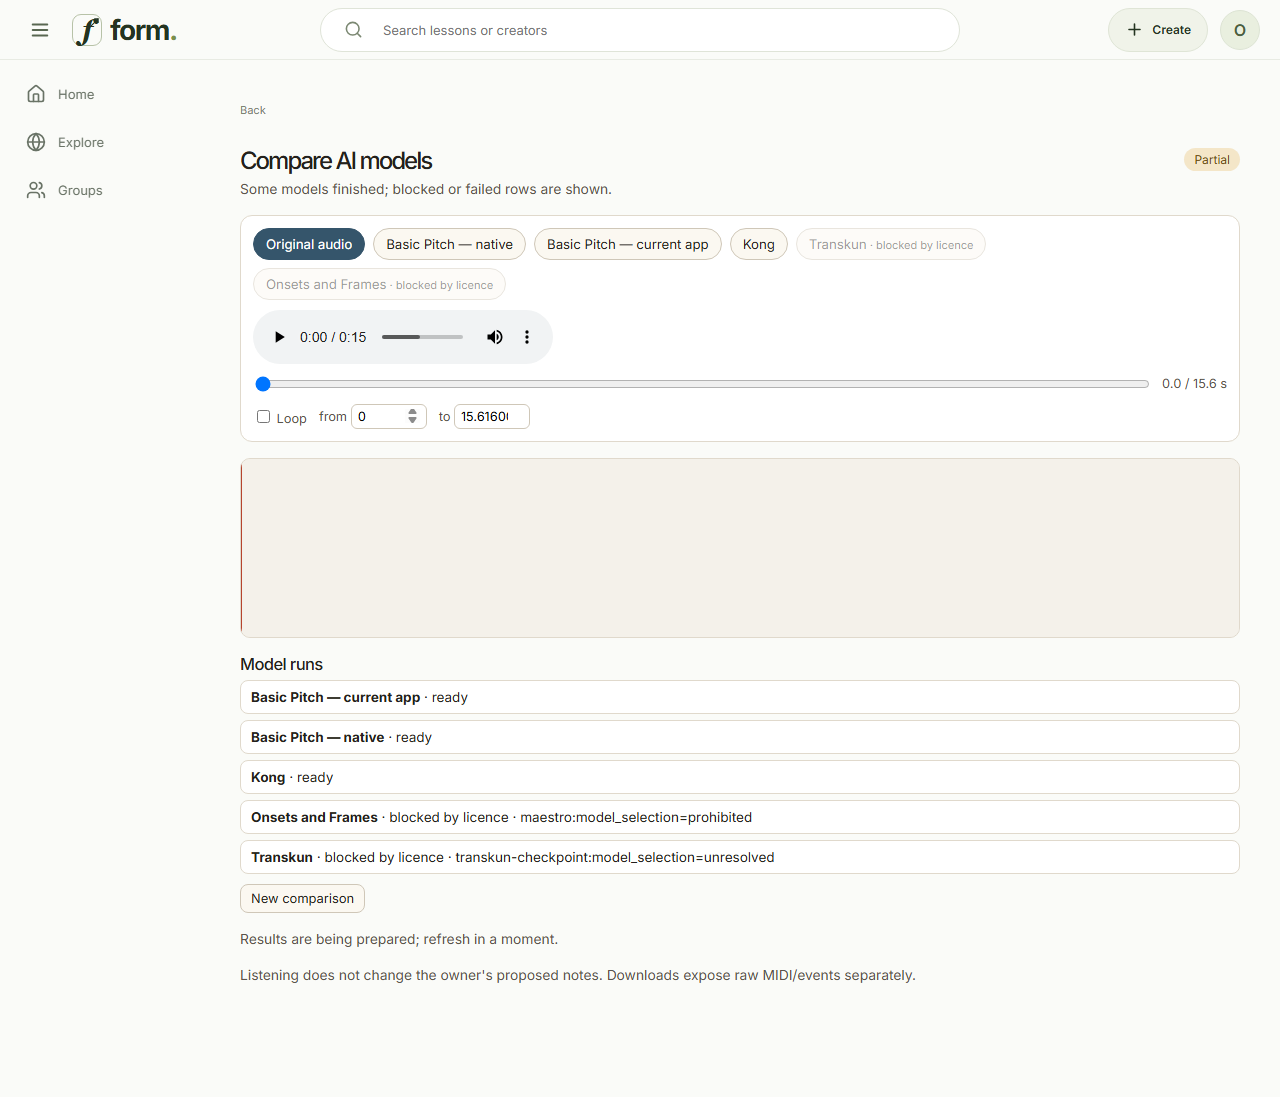 form.
Search lessons or creators
Create
O
Home
Explore
Groups
Back
Compare AI models
Partial
Some models finished; blocked or failed rows are shown.
Original audio
Basic Pitch — native
Basic Pitch — current app
Kong
Transkun · blocked by licence
Onsets and Frames · blocked by licence
0:00 / 0:15
0.0 / 15.6 s
Loop from 0 to 15.6160
Model runs
Basic Pitch — current app · ready
Basic Pitch — native · ready
Kong · ready
Onsets and Frames · blocked by licence · maestro:model_selection=prohibited
Transkun · blocked by licence · transkun-checkpoint:model_selection=unresolved
New comparison
Results are being prepared; refresh in a moment.
Listening does not change the owner's proposed notes. Downloads expose raw MIDI/events separately.